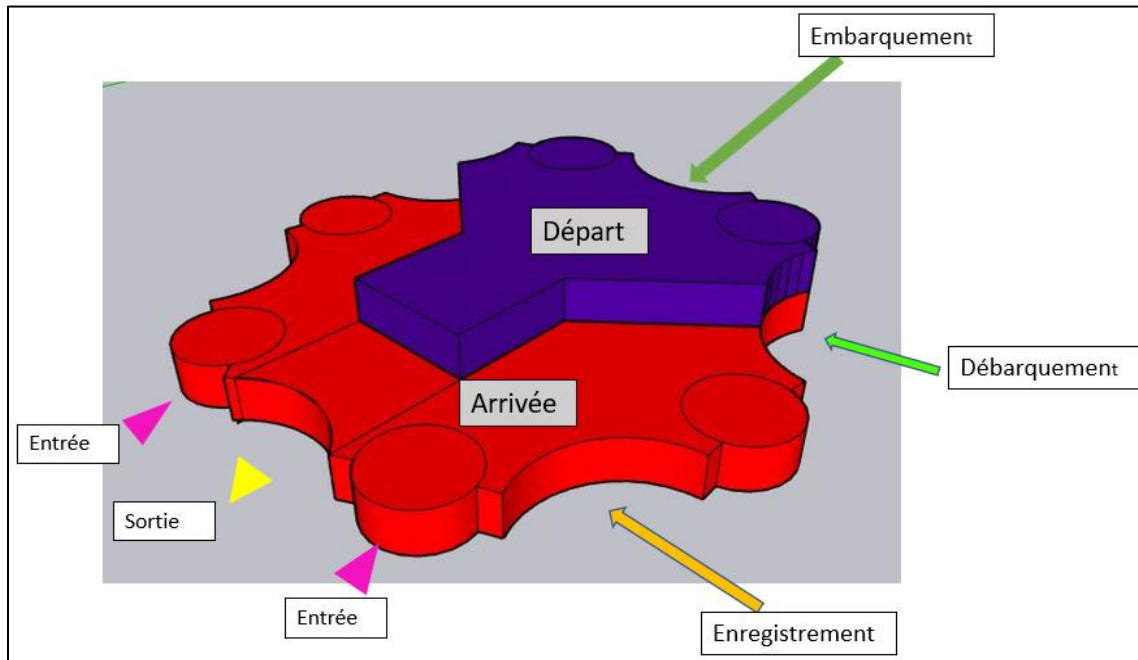 Embarquement
Départ
Débarquement
Arrivée
Entrée
Sortie
Entrée
Enregistrement